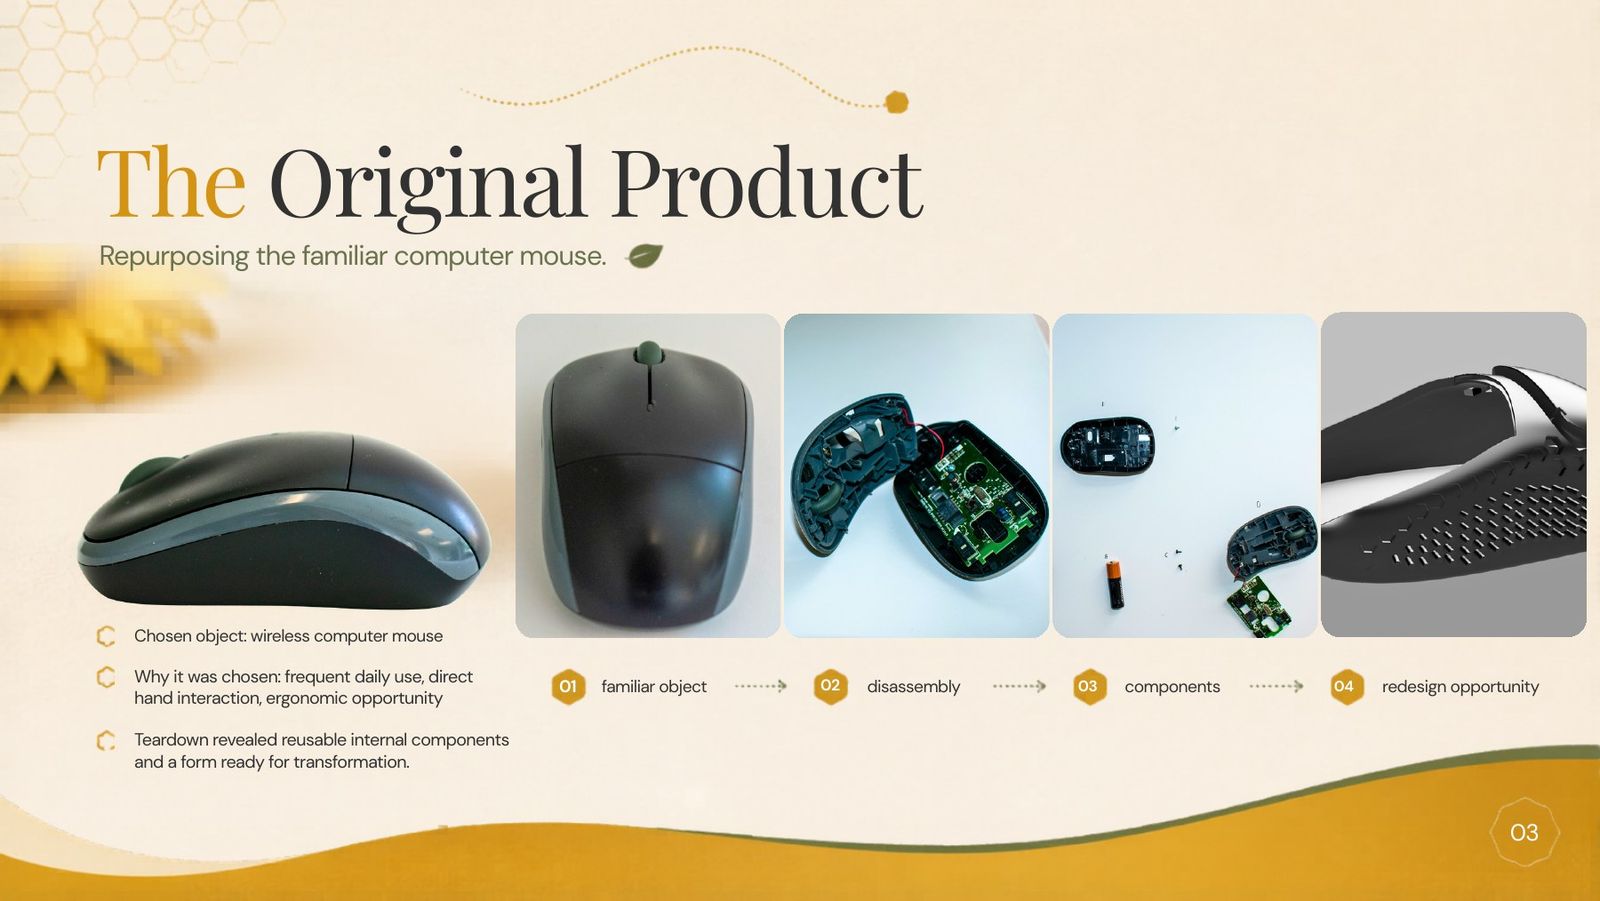 The Original Product
Repurposing the familiar computer mouse.
Chosen object: wireless computer mouse
Why it was chosen: frequent daily use, direct
hand interaction, ergonomic opportunity
Teardown revealed reusable internal components
and a form ready for transformation.
01 familiar object
02 disassembly
03 components
04 redesign opportunity
03